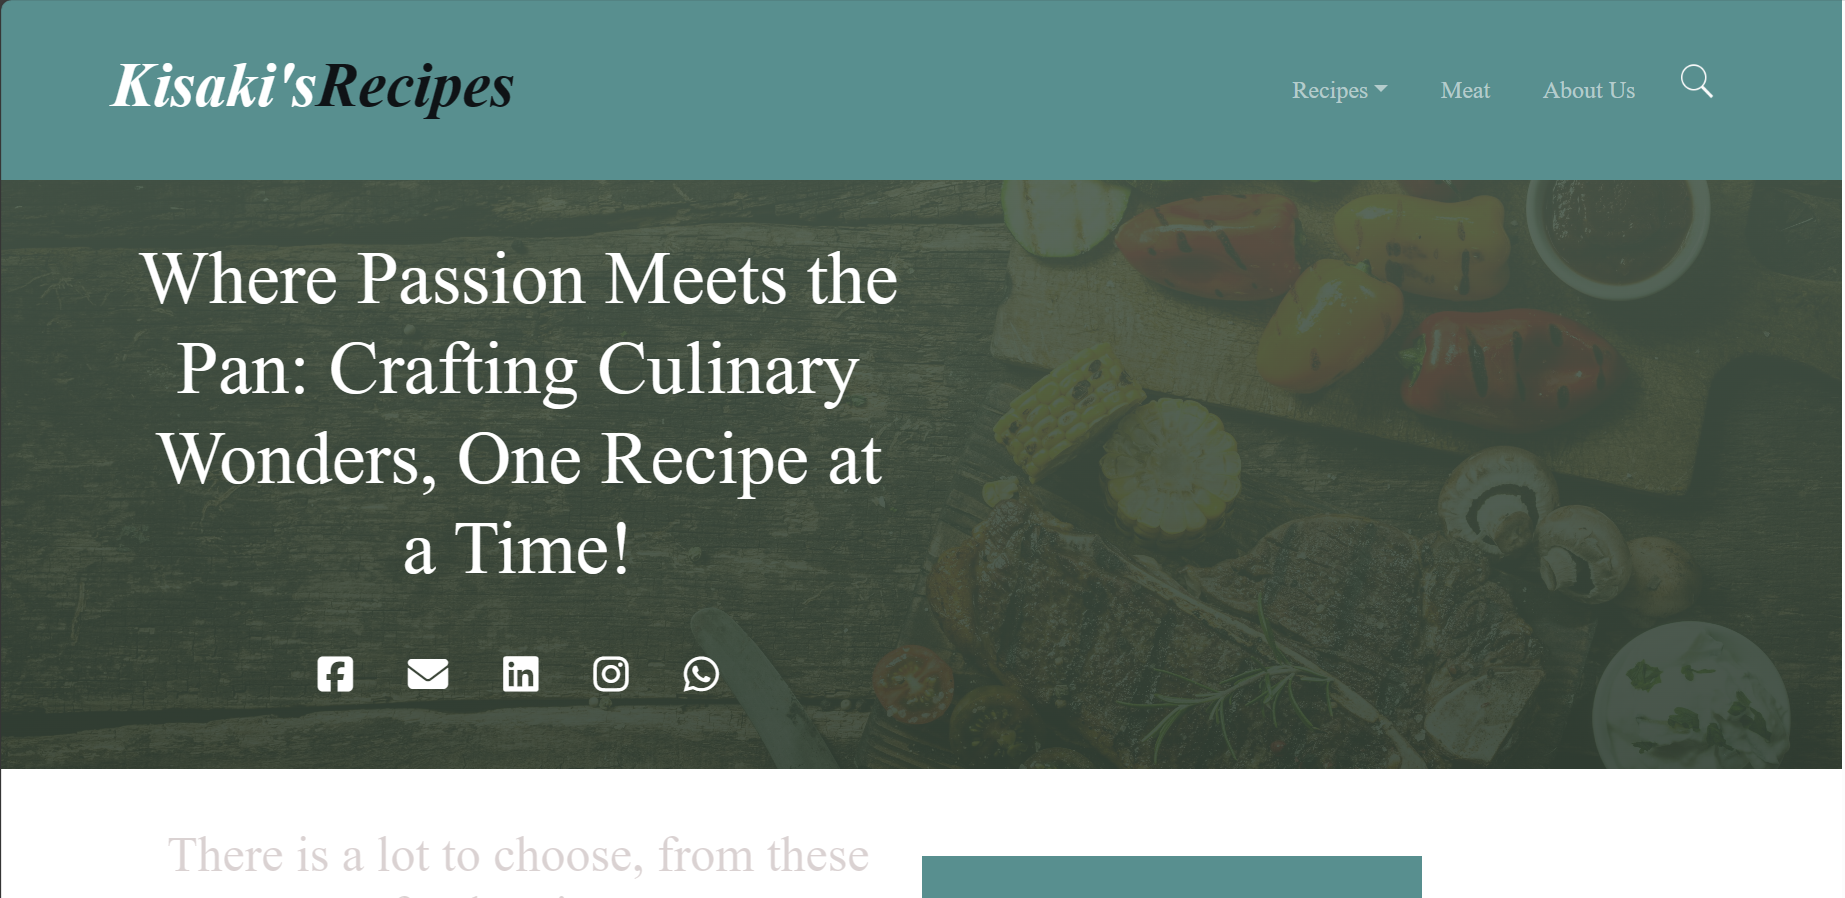 Kisaki'sRecipes
Recipes
Meat
About Us
Where Passion Meets the
Pan: Crafting Culinary
Wonders, One Recipe at
a Time!
There is a lot to choose, from these